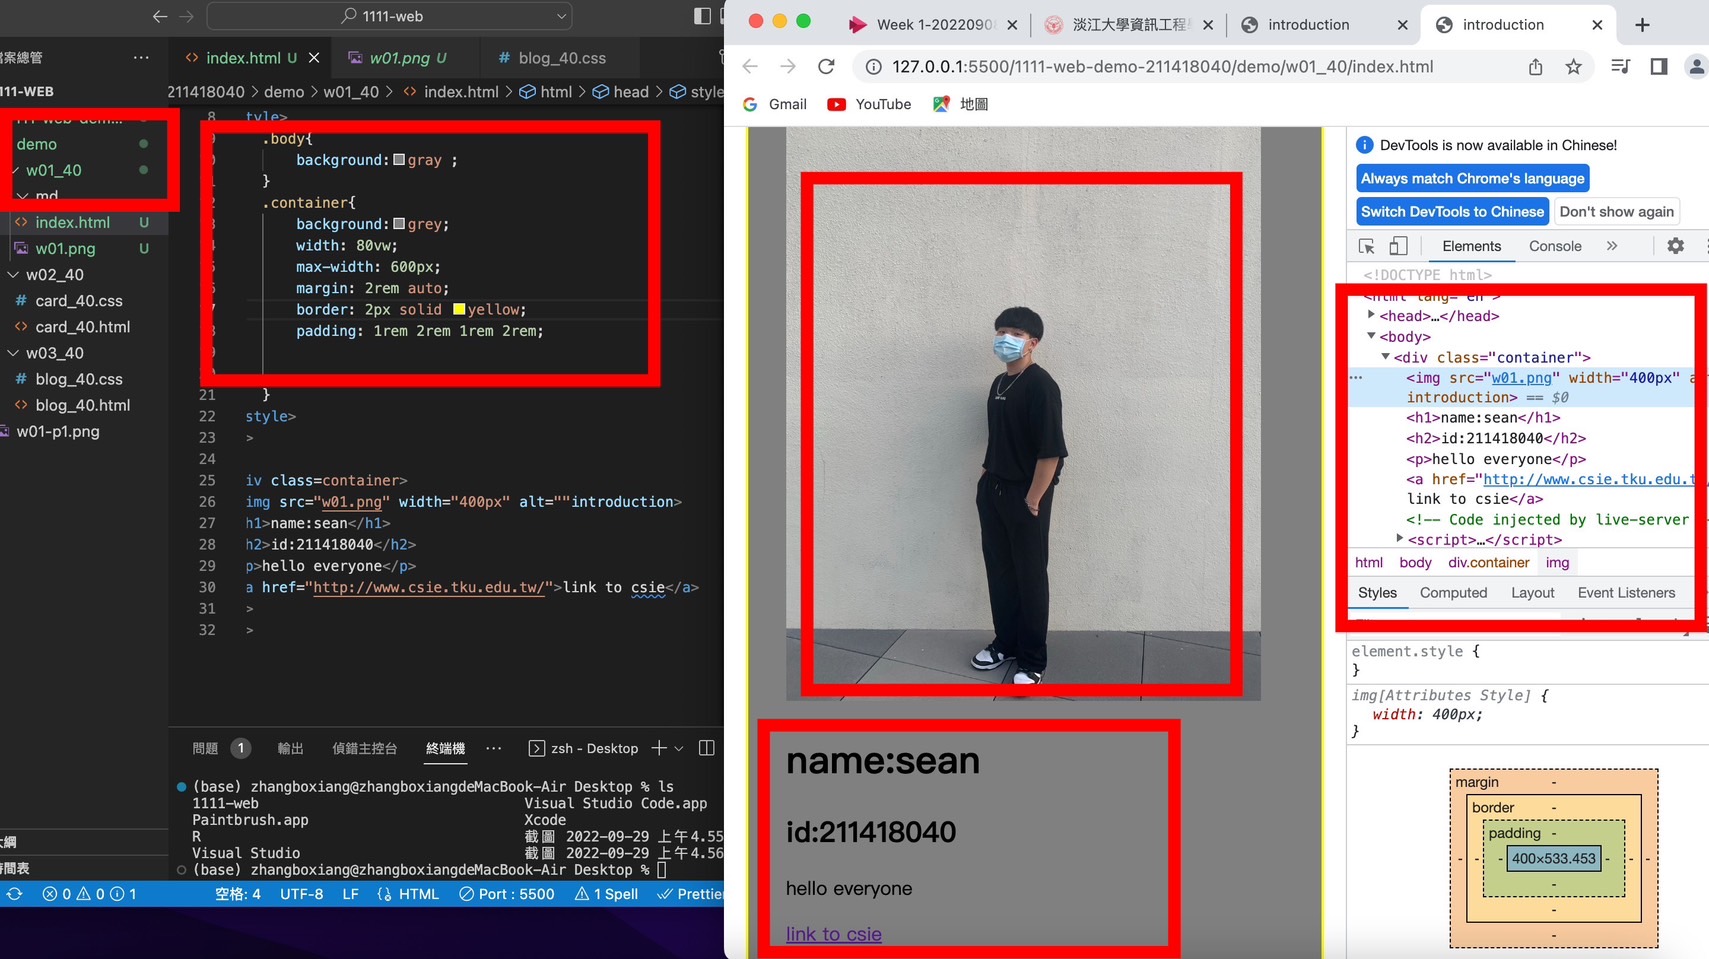 1111-web
檔案總管
index.html U
w01.png U
blog_40.css
211418040 > demo > w01_40 > index.html > html > head > style
111-WEB
demo
w01_40
md
index.html U
w01.png U
w02_40
card_40.css
card_40.html
w03_40
blog_40.css
blog_40.html
w01-p1.png
8 tyle>
.body{
background: gray ;
}
.container{
background: grey;
width: 80vw;
max-width: 600px;
margin: 2rem auto;
border: 2px solid yellow;
padding: 1rem 2rem 1rem 2rem;
21 }
22 style>
23 >
24
25 iv class=container>
26 img src="w01.png" width="400px" alt=""introduction>
27 h1>name:sean</h1>
28 h2>id:211418040</h2>
29 p>hello everyone</p>
30 a href="http://www.csie.tku.edu.tw/">link to csie</a>
31 >
32 >
問題 1 輸出 偵錯主控台 終端機 ··· zsh - Desktop
(base) zhangboxiang@zhangboxiangdeMacBook-Air Desktop % ls
1111-web Visual Studio Code.app
Paintbrush.app Xcode
R 截圖 2022-09-29 上午4.55
Visual Studio 截圖 2022-09-29 上午4.56
(base) zhangboxiang@zhangboxiangdeMacBook-Air Desktop %
大綱
時間表
0 0 1 空格: 4 UTF-8 LF HTML Port : 5500 1 Spell Prettier
Week 1-2022090
淡江大學資訊工程
introduction
introduction
127.0.0.1:5500/1111-web-demo-211418040/demo/w01_40/index.html
Gmail YouTube 地圖
name:sean
id:211418040
hello everyone
link to csie
DevTools is now available in Chinese!
Always match Chrome's language
Switch DevTools to Chinese
Don't show again
Elements Console »
<!DOCTYPE html>
<html lang="en">
<head>…</head>
<body>
<div class="container">
<img src="w01.png" width="400px" a
introduction> == $0
<h1>name:sean</h1>
<h2>id:211418040</h2>
<p>hello everyone</p>
<a href="http://www.csie.tku.edu.t
link to csie</a>
<!-- Code injected by live-server
<script>…</script>
html body div.container img
Styles Computed Layout Event Listeners
element.style {
}
img[Attributes Style] {
width: 400px;
}
margin -
border -
padding -
400×533.453